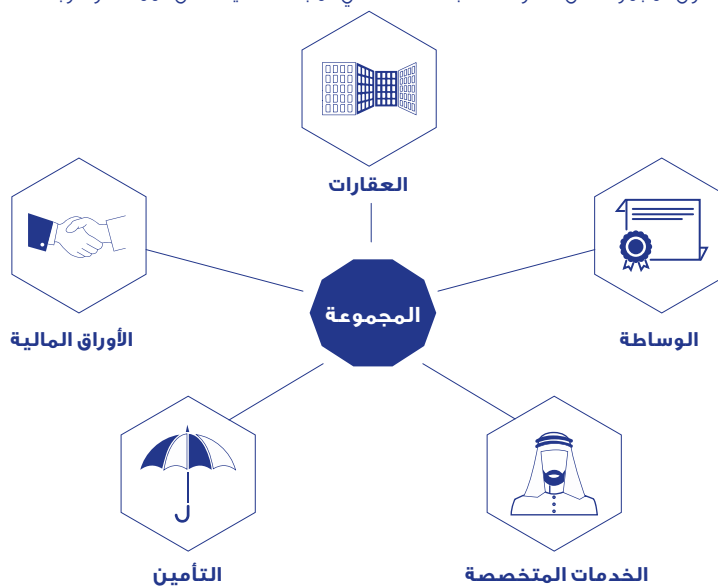 العقارات
المجموعة
الوساطة
الأوراق المالية
الخدمات المتخصصة
التأمين